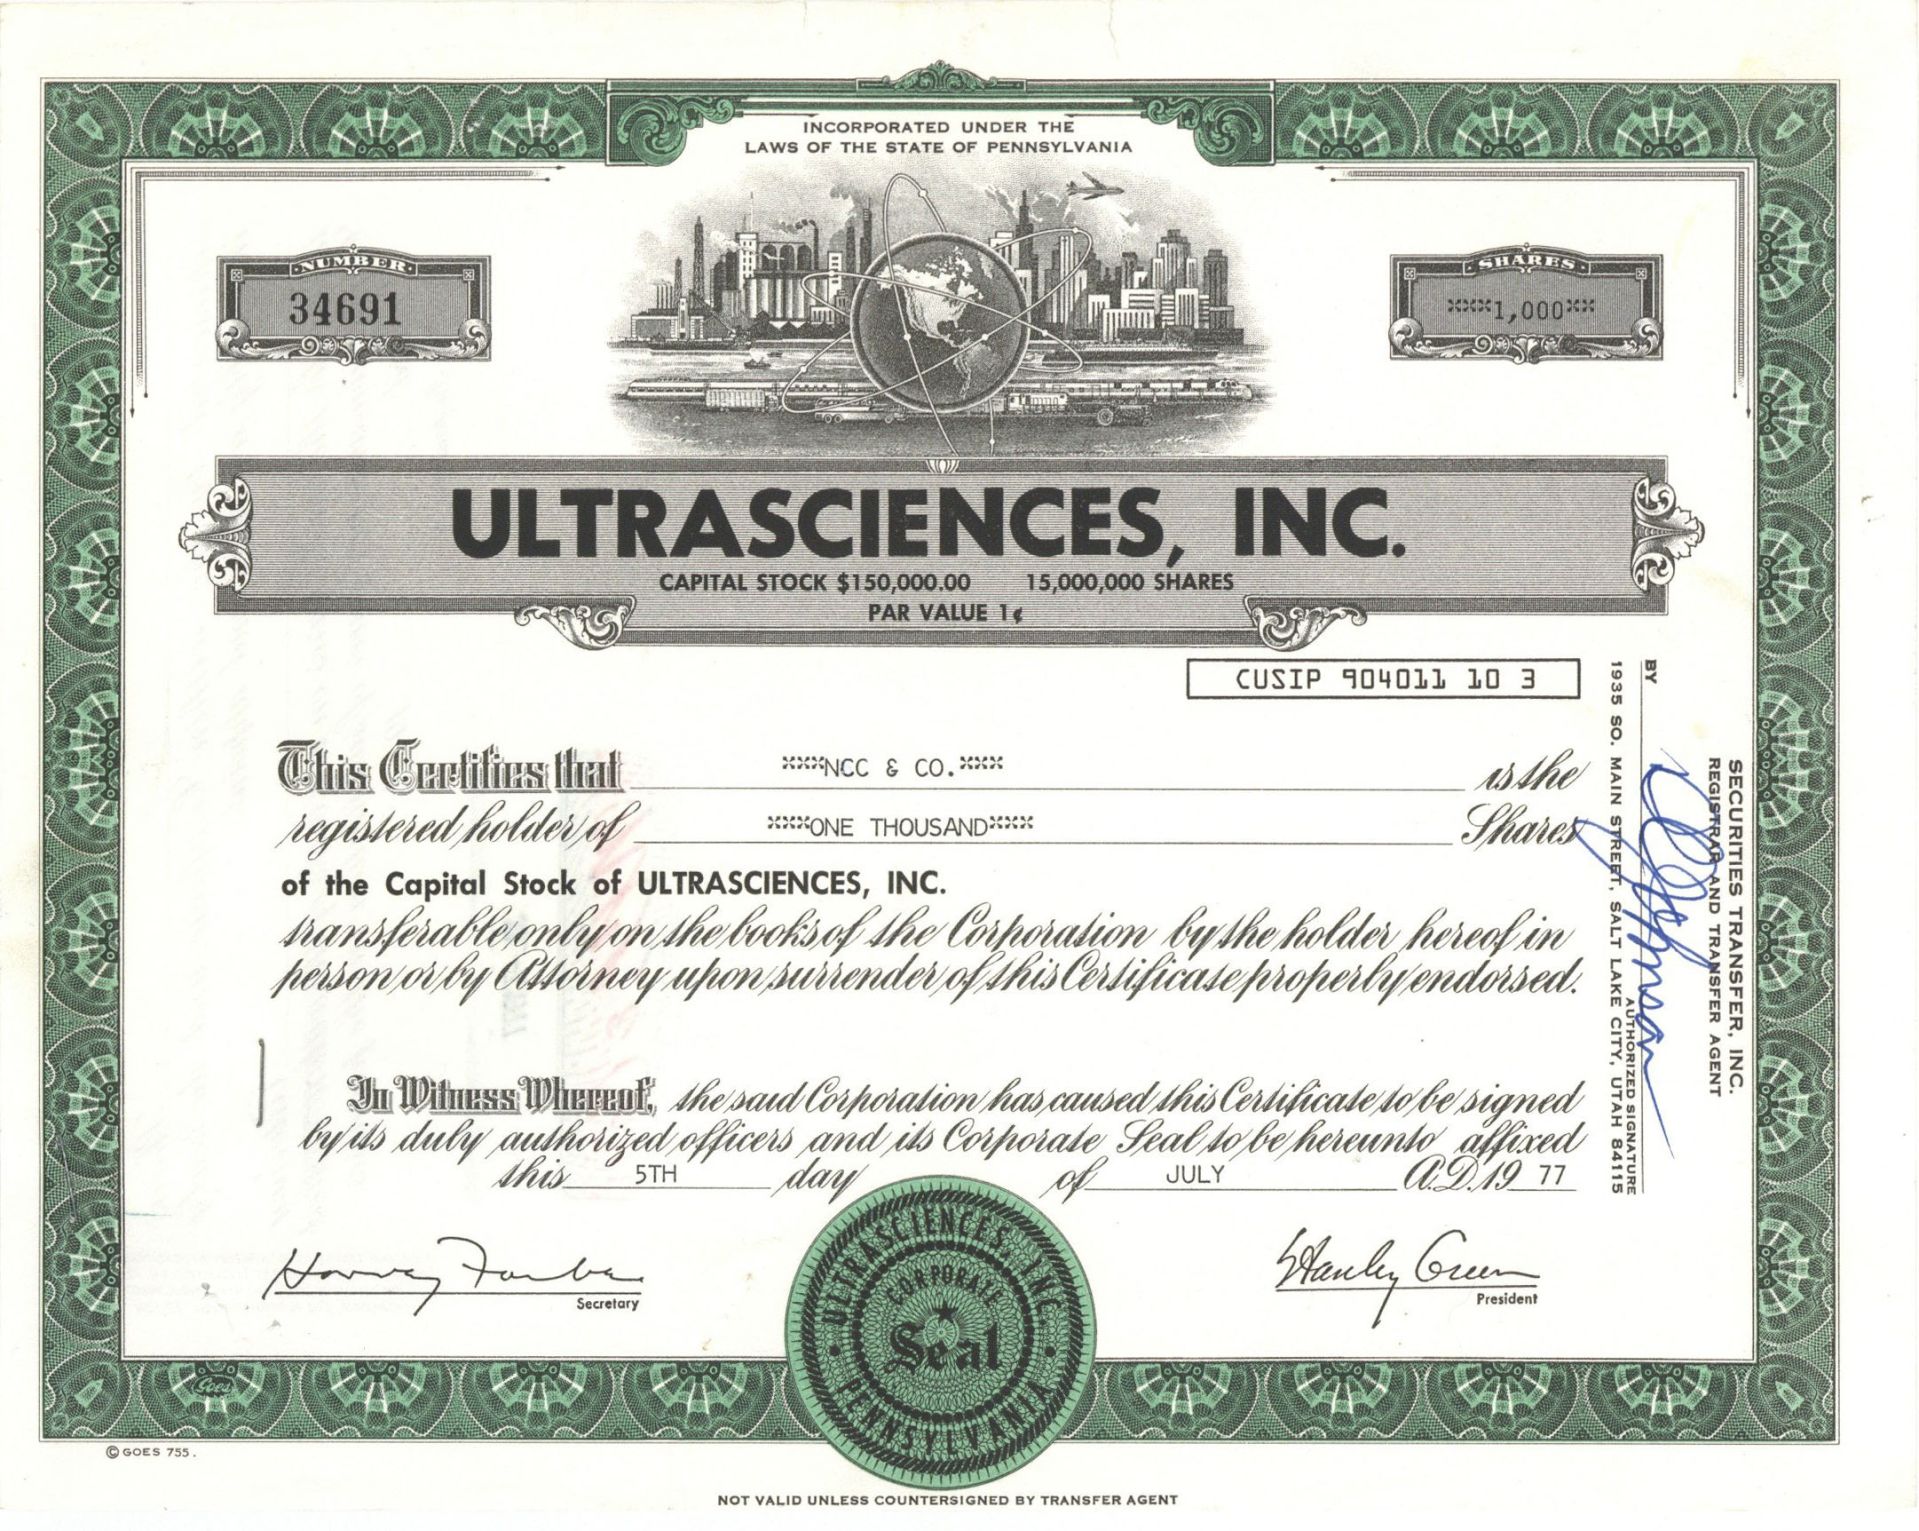 INCORPORATED UNDER THE
LAWS OF THE STATE OF PENNSYLVANIA
NUMBER
34691
SHARES
***1,000**
ULTRASCIENCES, INC.
CAPITAL STOCK $150,000.00 15,000,000 SHARES
PAR VALUE 1¢
CUSIP 904011 10 3
This Certifies that ***NCC & CO.*** is the
registered holder of ***ONE THOUSAND*** Shares
of the Capital Stock of ULTRASCIENCES, INC.
transferable only on the books of the Corporation by the holder hereof in
person or by Attorney upon surrender of this Certificate properly endorsed.
In Witness Whereof, the said Corporation has caused this Certificate to be signed
by its duly authorized officers and its Corporate Seal to be hereunto affixed
this 5TH day of JULY A.D. 19 77
Harvey
Secretary
Stanley Green
President
ULTRASCIENCES, INC.
CORPORATE
Seal
PENNSYLVANIA
SECURITIES TRANSFER, INC.
REGISTRAR AND TRANSFER AGENT
BY
AUTHORIZED SIGNATURE
1935 SO. MAIN STREET, SALT LAKE CITY, UTAH 84115
Goes
© GOES 755.
NOT VALID UNLESS COUNTERSIGNED BY TRANSFER AGENT